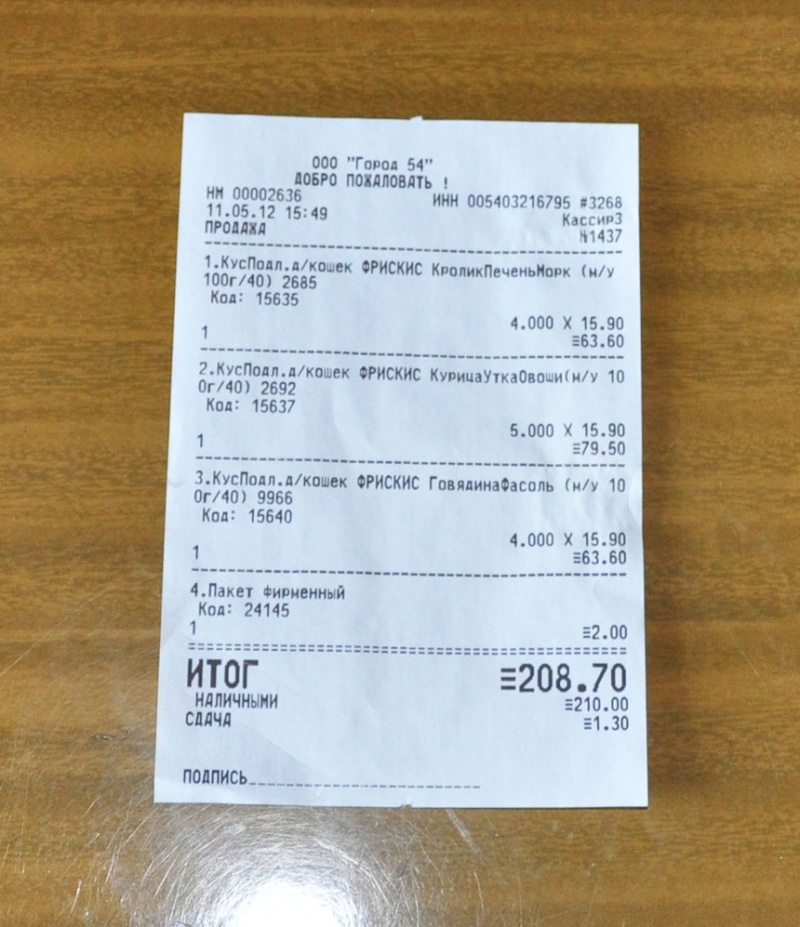 ООО "Город 54"
ДОБРО ПОЖАЛОВАТЬ !
НМ 00002636 ИНН 005403216795 #3268
11.05.12 15:49 Кассир3
ПРОДАЖА №1437
1.КусПодл.д/кошек ФРИСКИС КроликПеченьМорк (м/у
100г/40) 2685
Код: 15635
4.000 X 15.90
1 ≡63.60
2.КусПодл.д/кошек ФРИСКИС КурицаУткаОвощи(м/у 10
0г/40) 2692
Код: 15637
5.000 X 15.90
1 ≡79.50
3.КусПодл.д/кошек ФРИСКИС ГовядинаФасоль (м/у 10
0г/40) 9966
Код: 15640
4.000 X 15.90
1 ≡63.60
4.Пакет фирменный
Код: 24145
1 ≡2.00
ИТОГ ≡208.70
НАЛИЧНЫМИ ≡210.00
СДАЧА ≡1.30
ПОДПИСЬ